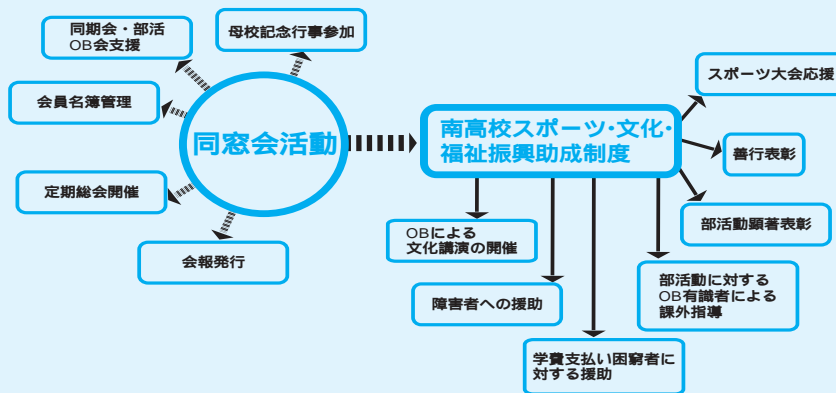 同期会・部活
OB会支援
母校記念行事参加
会員名簿管理
同窓会活動
定期総会開催
会報発行
南高校スポーツ・文化・
福祉振興助成制度
スポーツ大会応援
善行表彰
部活動顕著表彰
OBによる
文化講演の開催
障害者への援助
学費支払い困窮者に
対する援助
部活動に対する
OB有識者による
課外指導